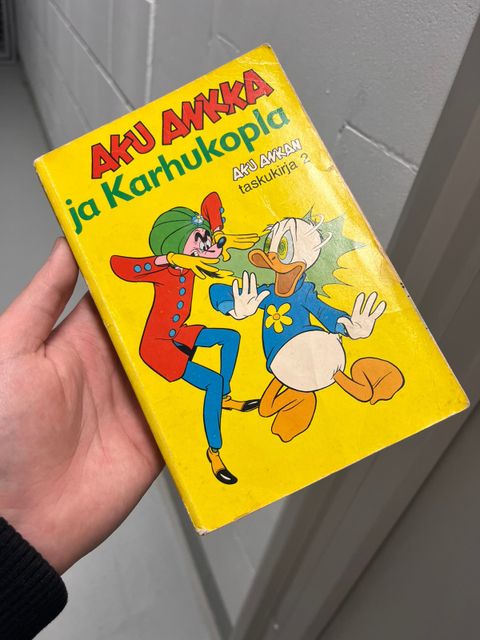 AKU ANKKA
ja Karhukopla
AKU ANKAN
taskukirja 2